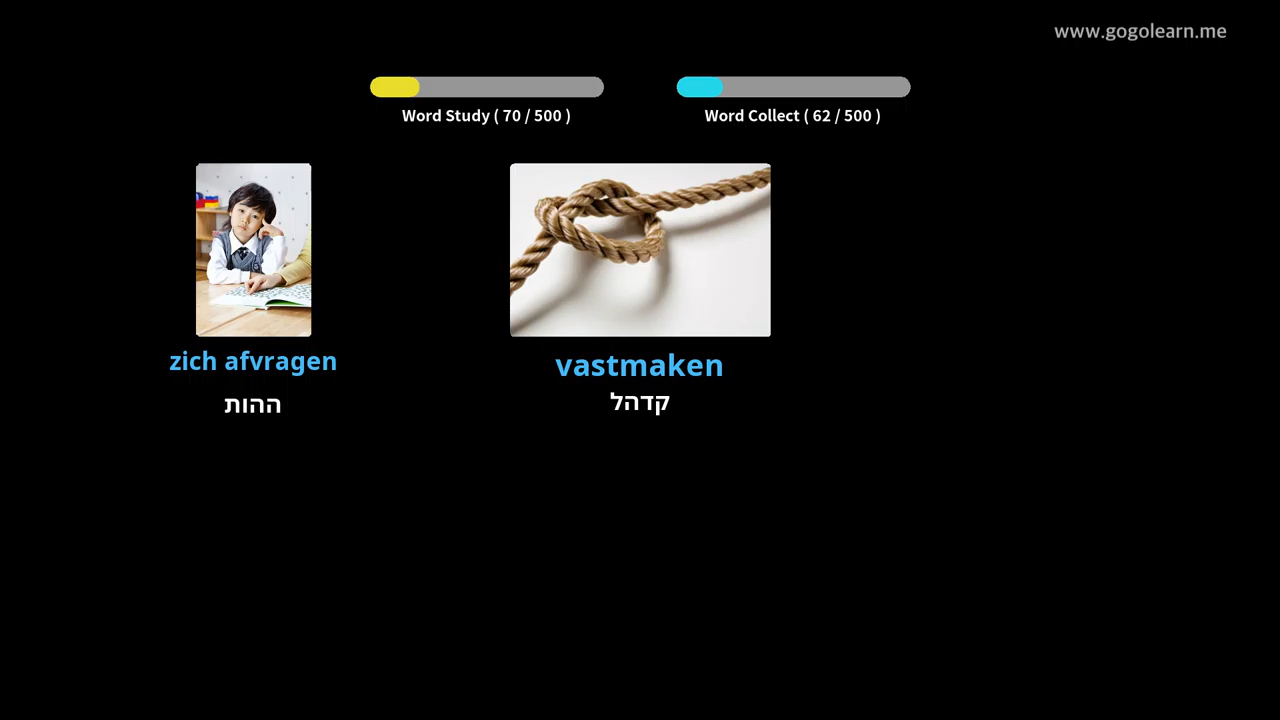 www.gogolearn.me
Word Study ( 70 / 500 )
Word Collect ( 62 / 500 )
zich afvragen
ההות
vastmaken
קדהל